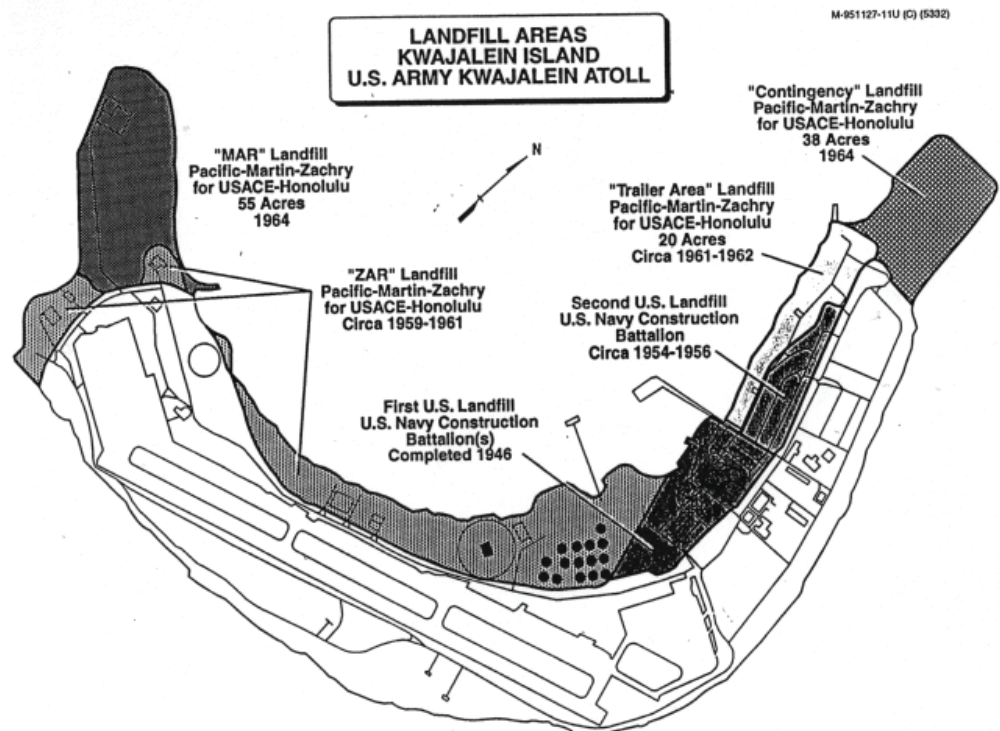 M-951127-11U (C) (5332)
LANDFILL AREAS
KWAJALEIN ISLAND
U.S. ARMY KWAJALEIN ATOLL
"Contingency" Landfill
Pacific-Martin-Zachry
for USACE-Honolulu
38 Acres
1964
"MAR" Landfill
Pacific-Martin-Zachry
for USACE-Honolulu
55 Acres
1964
N
"Trailer Area" Landfill
Pacific-Martin-Zachry
for USACE-Honolulu
20 Acres
Circa 1961-1962
"ZAR" Landfill
Pacific-Martin-Zachry
for USACE-Honolulu
Circa 1959-1961
Second U.S. Landfill
U.S. Navy Construction
Battalion
Circa 1954-1956
First U.S. Landfill
U.S. Navy Construction
Battalion(s)
Completed 1946